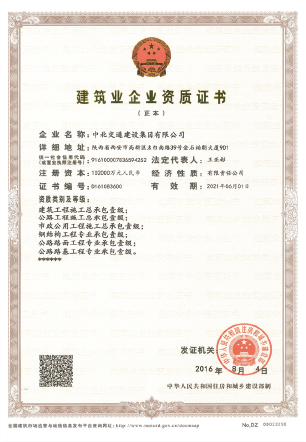 建筑业企业资质证书
（正本）
企业名称：中北交通建设集团有限公司
详细地址：陕西省西安市高新区丈八西路39号金石柏朗大厦901
统一社会信用代码（或营业执照注册号）：916100007836594262 法定代表人：王亚彬
注册资本：102000万元人民币 经济性质：有限责任公司
证书编号：D161083600 有效期：2021年06月01日
资质类别及等级：
建筑工程施工总承包壹级；
公路工程施工总承包壹级；
市政公用工程施工总承包壹级；
钢结构工程专业承包壹级；
公路路面工程专业承包壹级；
公路路基工程专业承包壹级。
******
发证机关
2016年 8月 4日
中华人民共和国住房和城乡建设部制
全国建筑市场监管与诚信信息发布平台查询网址：http://www.mohurd.gov.cn/docmaap
No.DZ 00013250